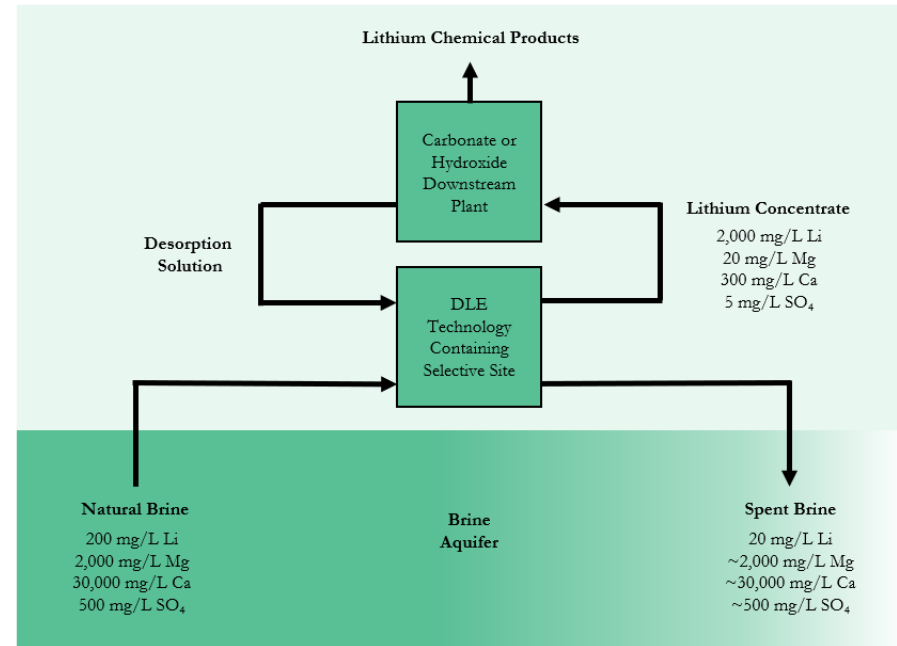 Lithium Chemical Products
Carbonate or
Hydroxide
Downstream
Plant
Lithium Concentrate
2,000 mg/L Li
20 mg/L Mg
300 mg/L Ca
5 mg/L SO₄
Desorption
Solution
DLE
Technology
Containing
Selective Site
Natural Brine
200 mg/L Li
2,000 mg/L Mg
30,000 mg/L Ca
500 mg/L SO₄
Brine
Aquifer
Spent Brine
20 mg/L Li
~2,000 mg/L Mg
~30,000 mg/L Ca
~500 mg/L SO₄